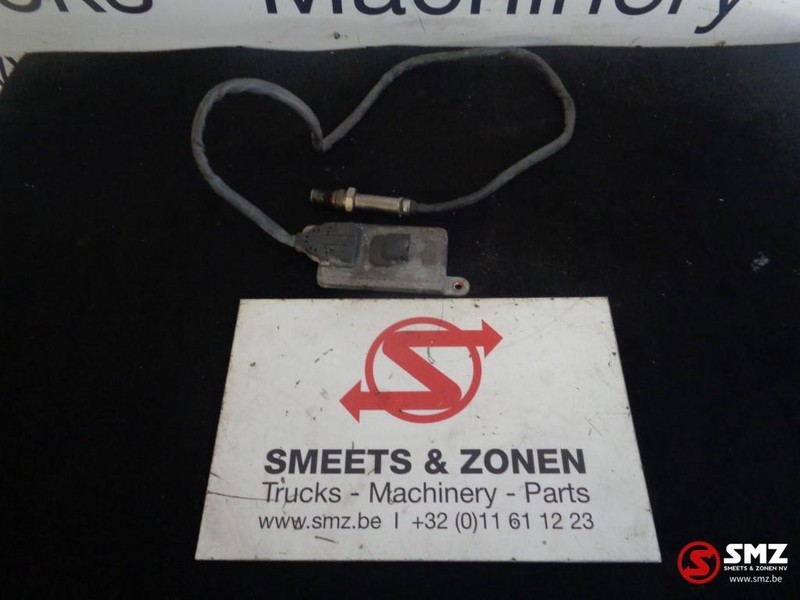 Machinery
SMEETS & ZONEN
Trucks - Machinery - Parts
www.smz.be | +32 (0)11 61 12 23
SMZ
SMEETS & ZONEN NV
www.smz.be